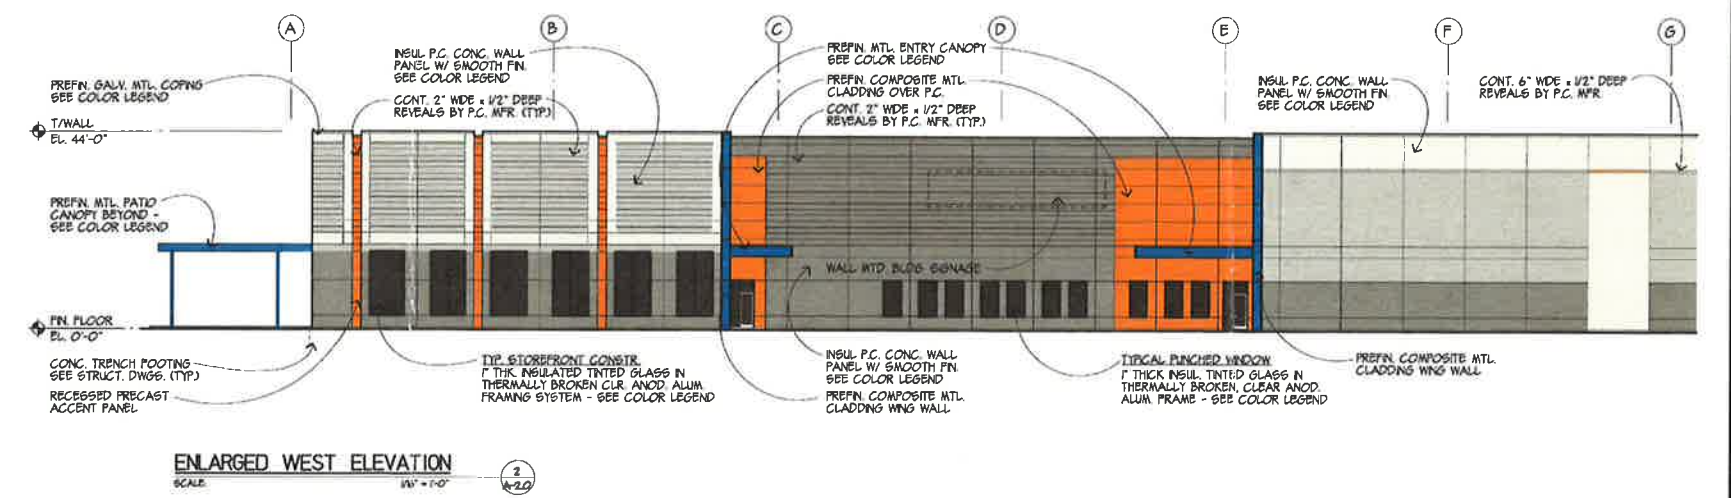 A
B
C
D
E
F
G
PREFIN. GALV. MTL. COPING
SEE COLOR LEGEND
INSUL P.C. CONC. WALL
PANEL W/ SMOOTH FIN.
SEE COLOR LEGEND
CONT. 2" WIDE x 1/2" DEEP
REVEALS BY P.C. MFR. (TYP.)
PREFIN. MTL. ENTRY CANOPY
SEE COLOR LEGEND
PREFIN. COMPOSITE MTL.
CLADDING OVER P.C.
CONT. 2" WIDE x 1/2" DEEP
REVEALS BY P.C. MFR. (TYP.)
INSUL P.C. CONC. WALL
PANEL W/ SMOOTH FIN.
SEE COLOR LEGEND
CONT. 6" WIDE x 1/2" DEEP
REVEALS BY P.C. MFR.
T/WALL
EL. 44'-0"
PREFIN. MTL. PATIO
CANOPY BEYOND -
SEE COLOR LEGEND
WALL MTD. BLDG SIGNAGE
FIN. FLOOR
EL. 0'-0"
CONC. TRENCH FOOTING
SEE STRUCT. DWGS. (TYP.)
RECESSED PRECAST
ACCENT PANEL
TYP. STOREFRONT CONSTR.
1" THK. INSULATED TINTED GLASS IN
THERMALLY BROKEN CLR. ANOD. ALUM.
FRAMING SYSTEM - SEE COLOR LEGEND
INSUL P.C. CONC. WALL
PANEL W/ SMOOTH FIN.
SEE COLOR LEGEND
PREFIN. COMPOSITE MTL.
CLADDING WING WALL
TYPICAL PUNCHED WINDOW
1" THICK INSUL. TINTED GLASS IN
THERMALLY BROKEN, CLEAR ANOD.
ALUM. FRAME - SEE COLOR LEGEND
PREFIN. COMPOSITE MTL.
CLADDING WING WALL
ENLARGED WEST ELEVATION
SCALE 1/16" = 1'-0"
2
A-2.0